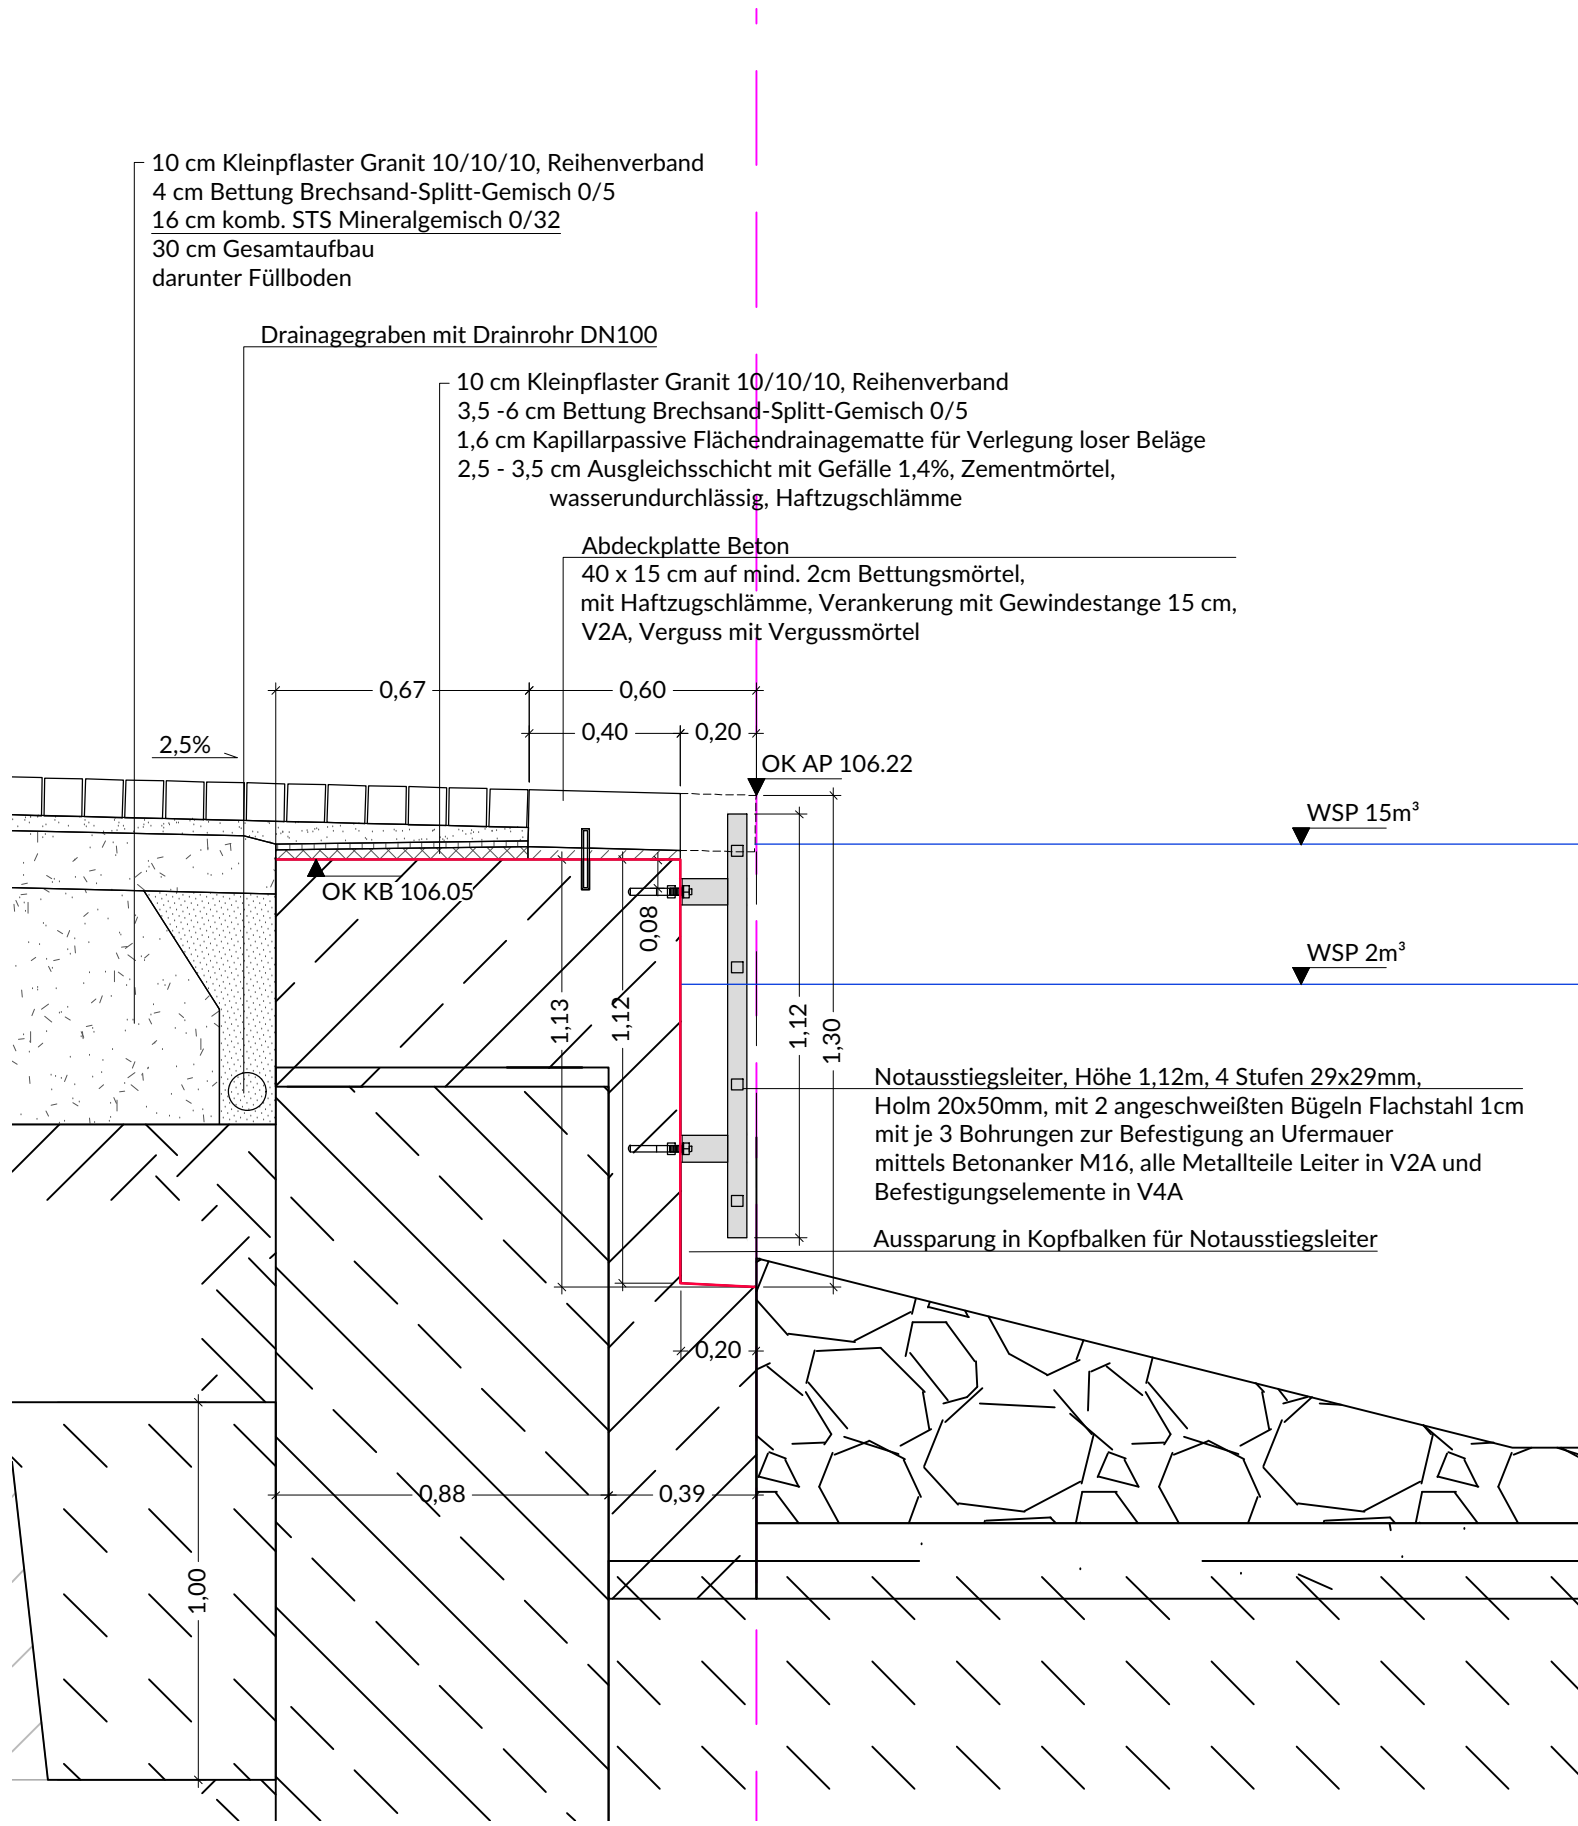 10 cm Kleinpflaster Granit 10/10/10, Reihenverband
4 cm Bettung Brechsand-Splitt-Gemisch 0/5
16 cm komb. STS Mineralgemisch 0/32
30 cm Gesamtaufbau
darunter Füllboden
Drainagegraben mit Drainrohr DN100
10 cm Kleinpflaster Granit 10/10/10, Reihenverband
3,5 -6 cm Bettung Brechsand-Splitt-Gemisch 0/5
1,6 cm Kapillarpassive Flächendrainagematte für Verlegung loser Beläge
2,5 - 3,5 cm Ausgleichsschicht mit Gefälle 1,4%, Zementmörtel,
wasserundurchlässig, Haftzugschlämme
Abdeckplatte Beton
40 x 15 cm auf mind. 2cm Bettungsmörtel,
mit Haftzugschlämme, Verankerung mit Gewindestange 15 cm,
V2A, Verguss mit Vergussmörtel
0,67
0,60
0,40
0,20
2,5%
OK AP 106.22
WSP 15m³
OK KB 106.05
0,08
WSP 2m³
1,13
1,12
1,12
1,30
Notausstiegsleiter, Höhe 1,12m, 4 Stufen 29x29mm,
Holm 20x50mm, mit 2 angeschweißten Bügeln Flachstahl 1cm
mit je 3 Bohrungen zur Befestigung an Ufermauer
mittels Betonanker M16, alle Metallteile Leiter in V2A und
Befestigungselemente in V4A
Aussparung in Kopfbalken für Notausstiegsleiter
0,20
0,88
0,39
1,00